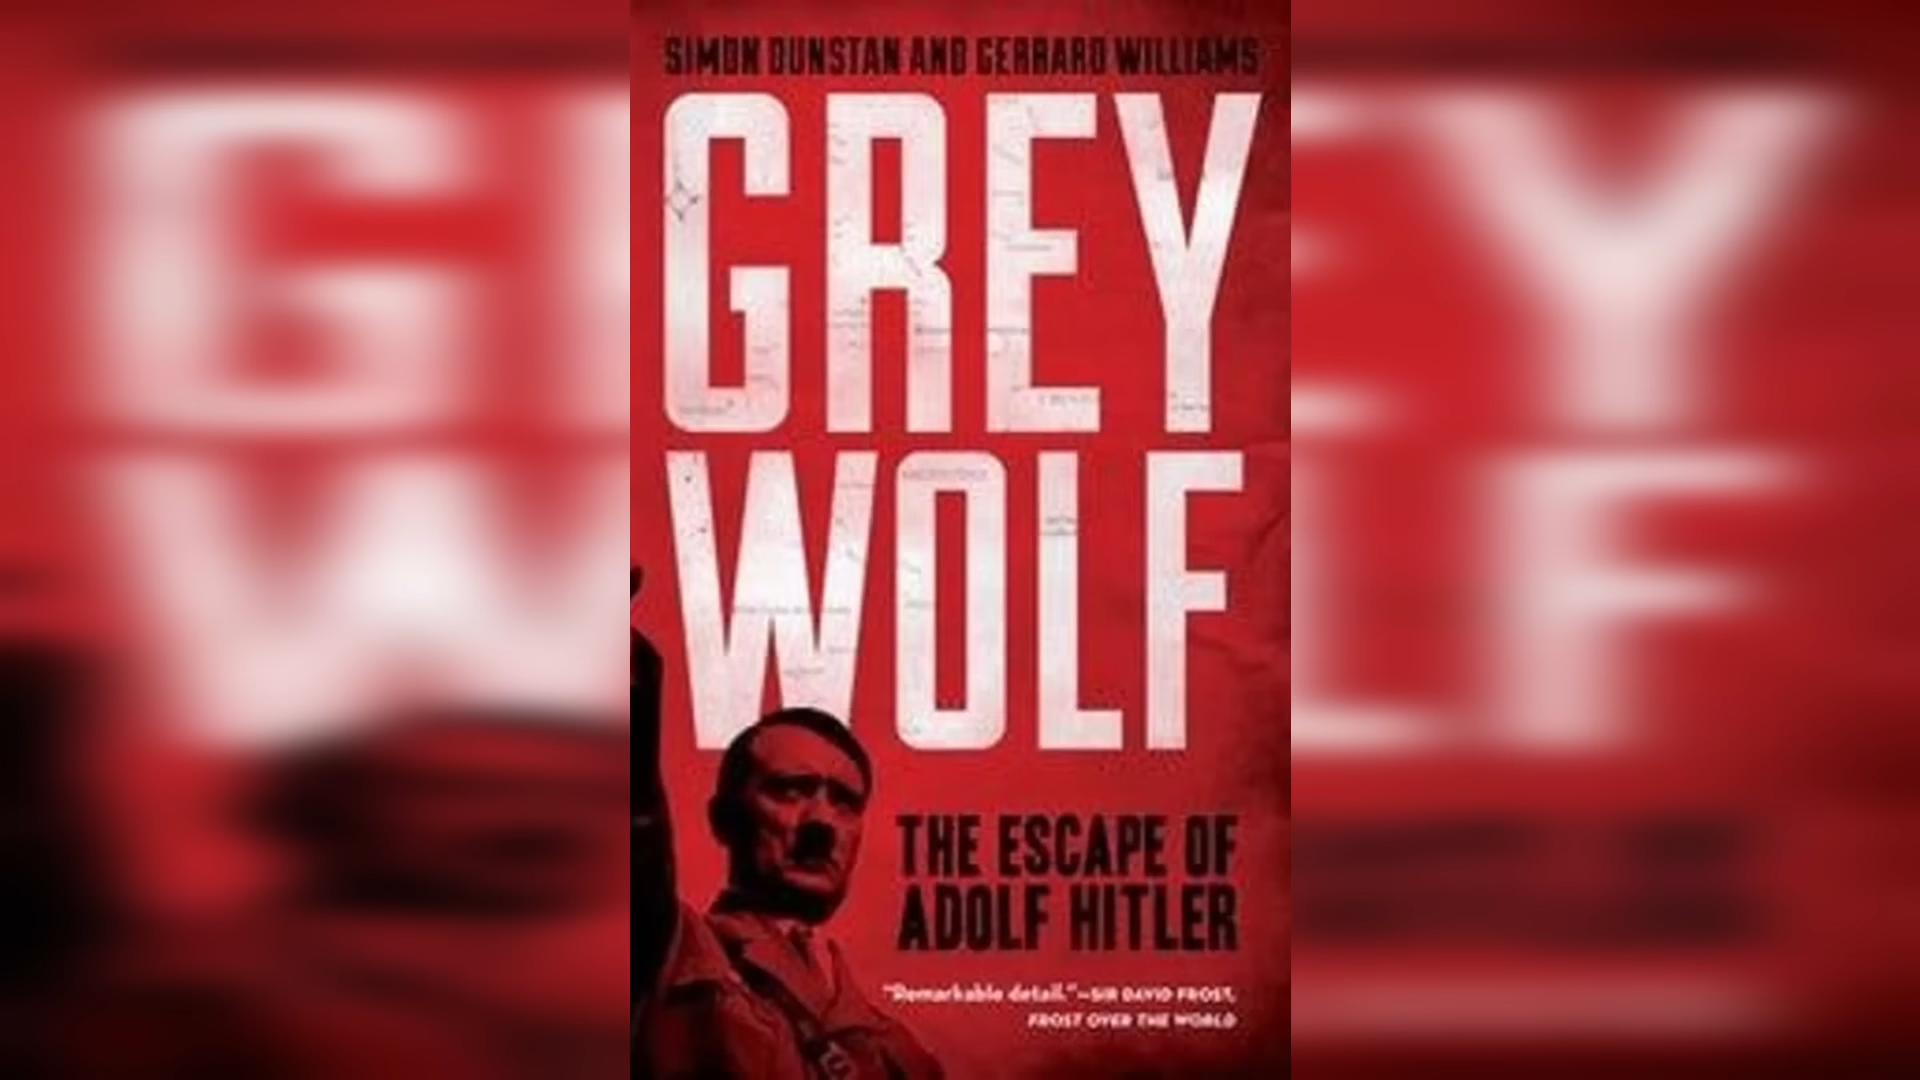 SIMON DUNSTAN AND GERRARD WILLIAMS
GREY
WOLF
THE ESCAPE OF
ADOLF HITLER
"Remarkable detail."—SIR DAVID FROST,
FROST OVER THE WORLD